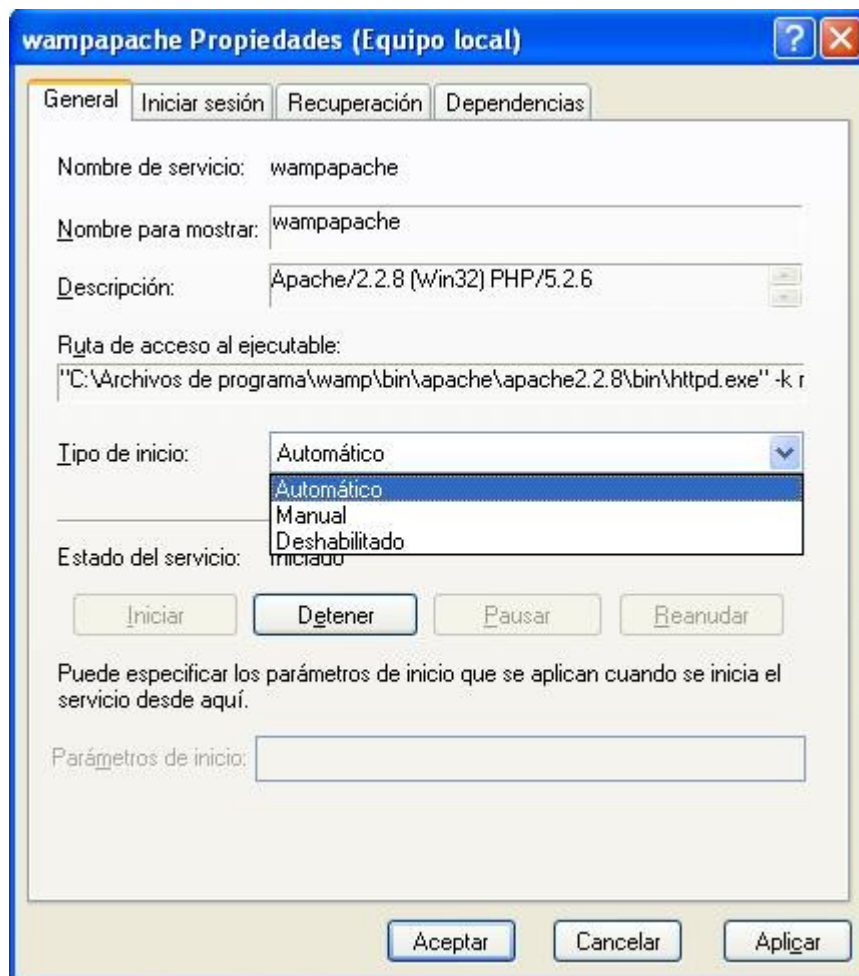 wampapache Propiedades (Equipo local)
General Iniciar sesión Recuperación Dependencias
Nombre de servicio: wampapache
Nombre para mostrar: wampapache
Descripción: Apache/2.2.8 (Win32) PHP/5.2.6
Ruta de acceso al ejecutable:
"C:\Archivos de programa\wamp\bin\apache\apache2.2.8\bin\httpd.exe" -k r
Tipo de inicio: Automático
Automático
Manual
Deshabilitado
Estado del servicio: Iniciado
Iniciar Detener Pausar Reanudar
Puede especificar los parámetros de inicio que se aplican cuando se inicia el
servicio desde aquí.
Parámetros de inicio:
Aceptar Cancelar Aplicar